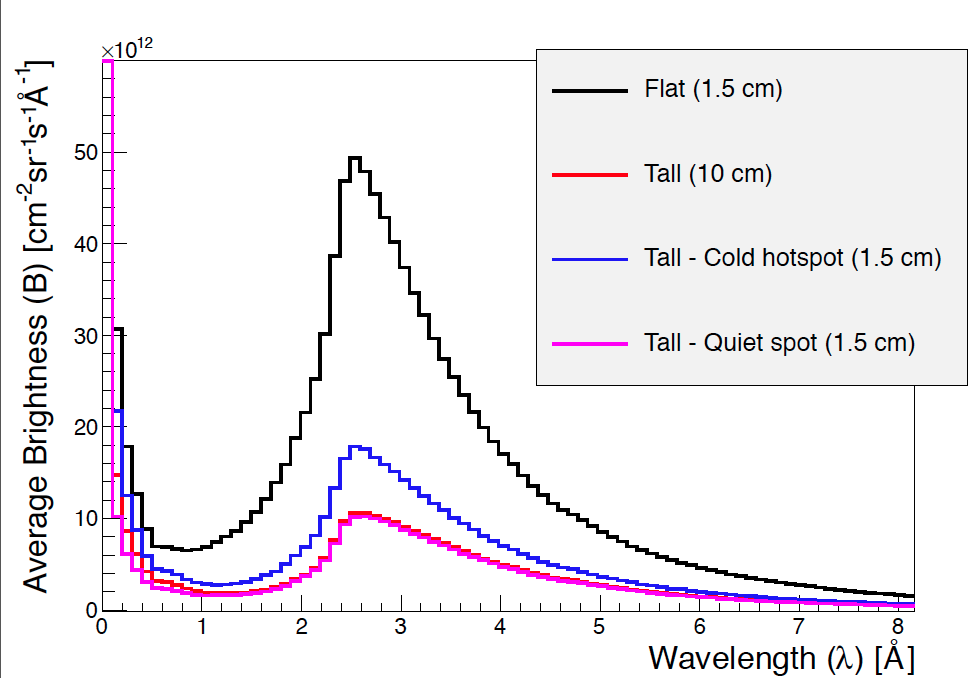 ×10¹²
Average Brightness (B) [cm⁻²sr⁻¹s⁻¹Å⁻¹]
50
40
30
20
10
0
0 1 2 3 4 5 6 7 8
Wavelength (λ) [Å]
Flat (1.5 cm)
Tall (10 cm)
Tall - Cold hotspot (1.5 cm)
Tall - Quiet spot (1.5 cm)